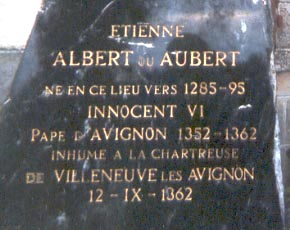 ETIENNE
ALBERT OU AUBERT
NE EN CE LIEU VERS 1285-95
INNOCENT VI
PAPE D'AVIGNON 1352-1362
INHUME A LA CHARTREUSE
DE VILLENEUVE LES AVIGNON
12-IX-1362